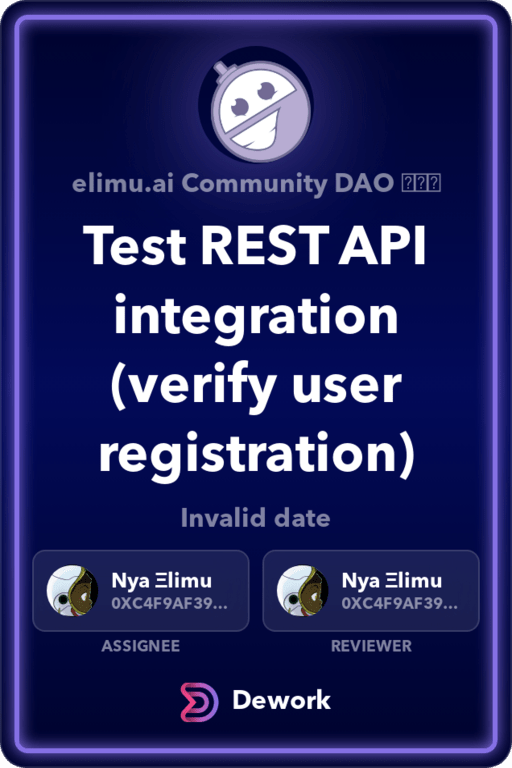 elimu.ai Community DAO
Test REST API
integration
(verify user
registration)
Invalid date
Nya Ξlimu
0XC4F9AF39...
Nya Ξlimu
0XC4F9AF39...
ASSIGNEE
REVIEWER
Dework